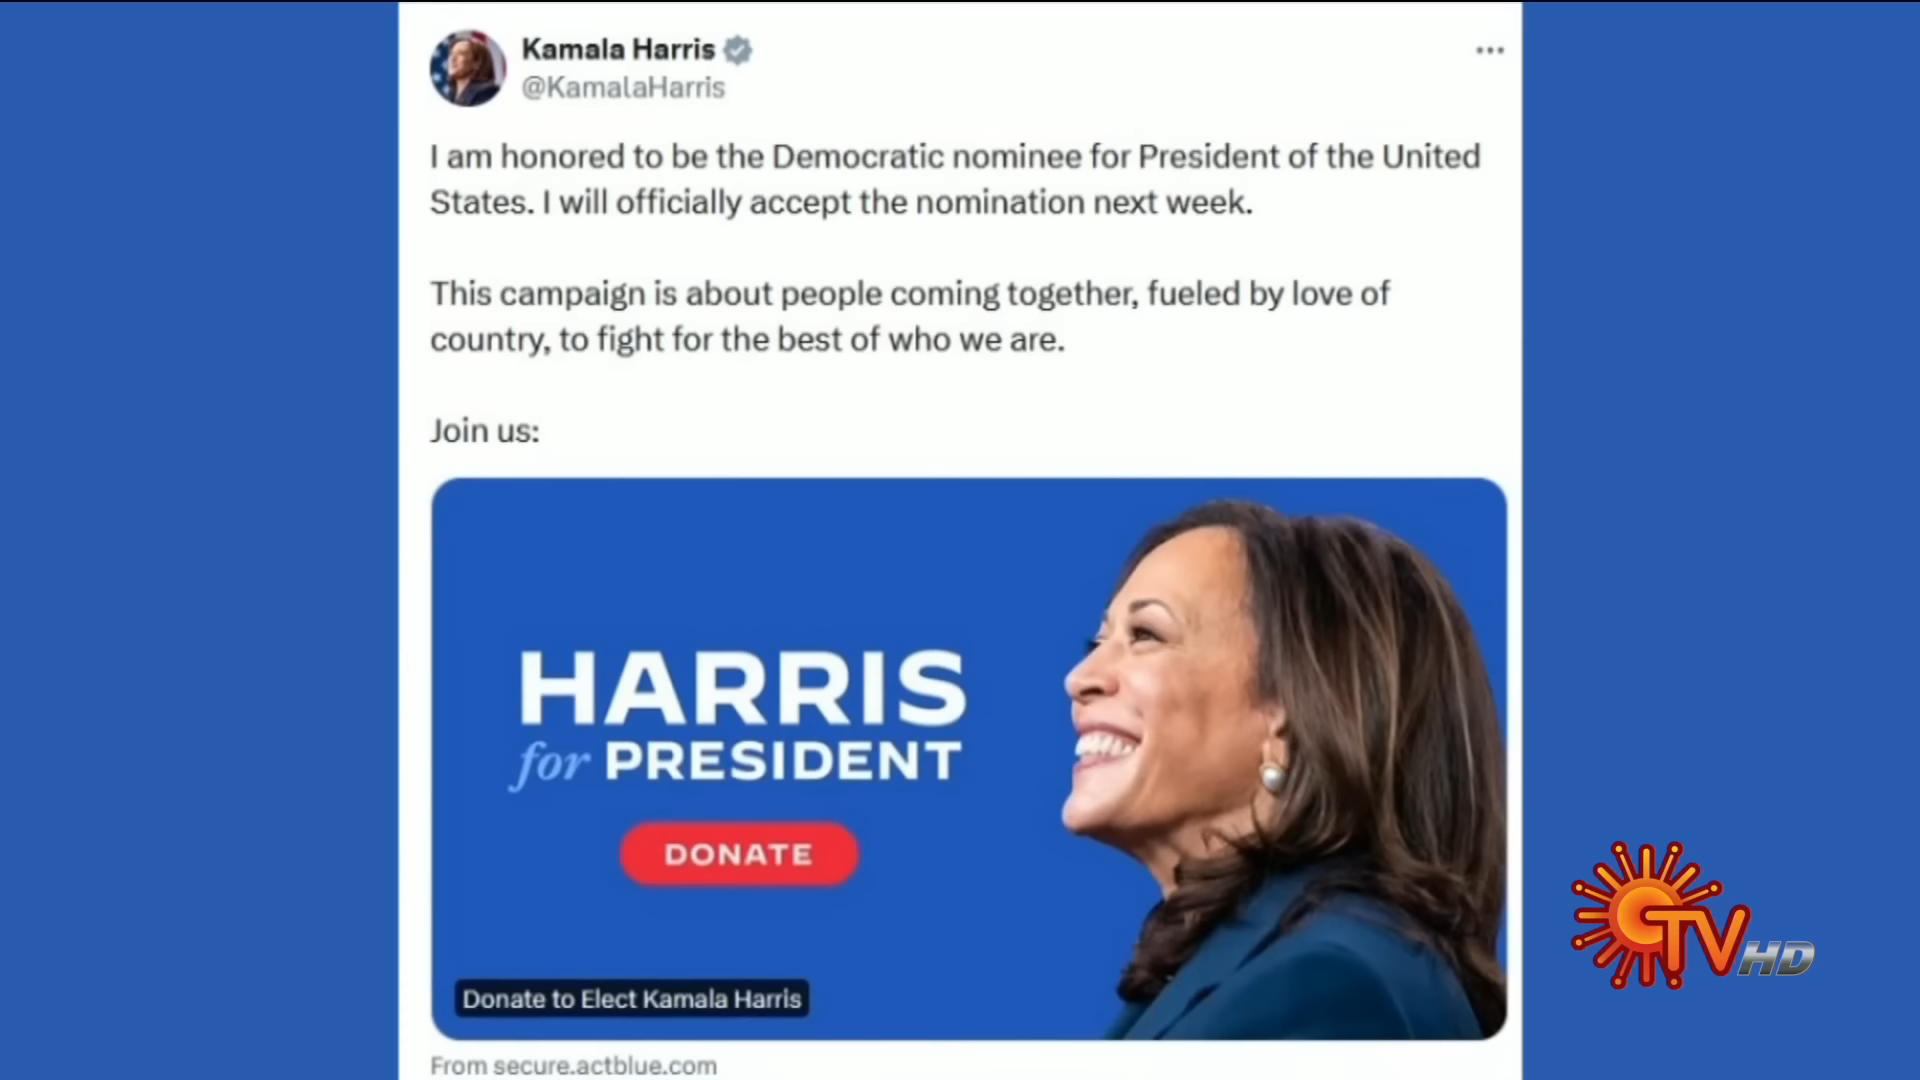 Kamala Harris
@KamalaHarris
I am honored to be the Democratic nominee for President of the United
States. I will officially accept the nomination next week.
This campaign is about people coming together, fueled by love of
country, to fight for the best of who we are.
Join us:
HARRIS
for PRESIDENT
DONATE
Donate to Elect Kamala Harris
From secure.actblue.com
TV HD